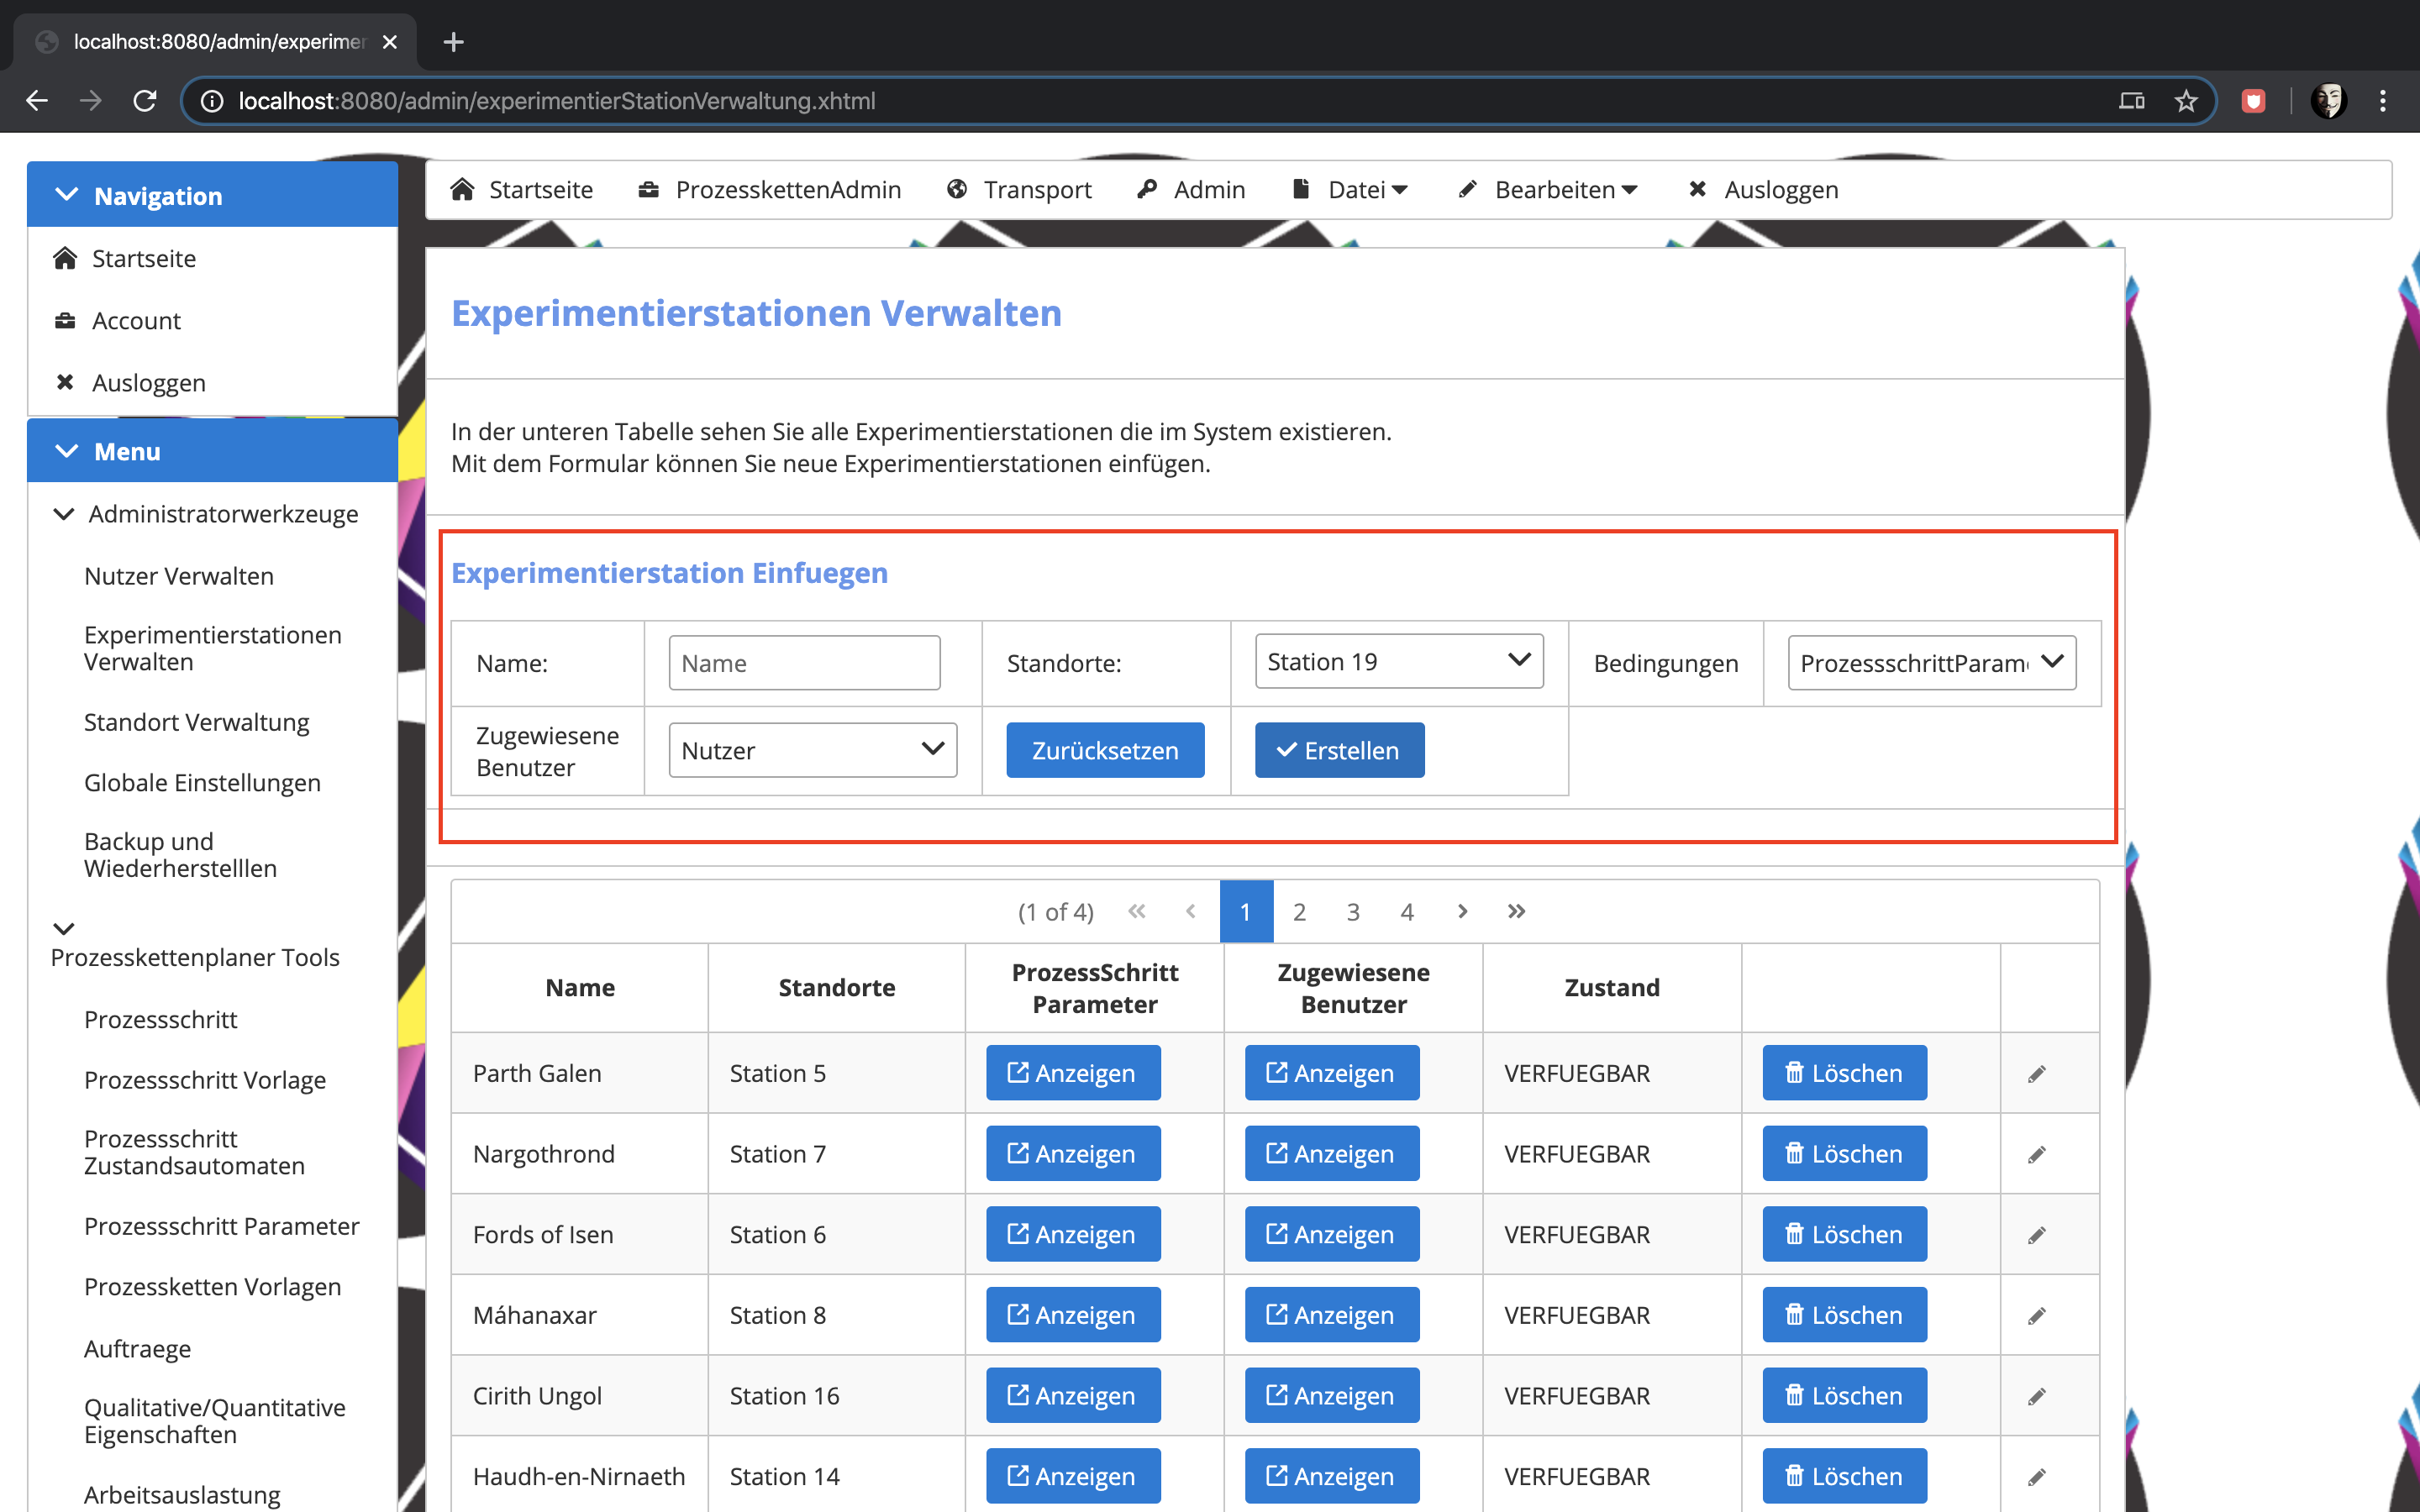 localhost:8080/admin/experimer
localhost:8080/admin/experimentierStationVerwaltung.xhtml
Navigation
Startseite
Account
Ausloggen
Menu
Administratorwerkzeuge
Nutzer Verwalten
Experimentierstationen
Verwalten
Standort Verwaltung
Globale Einstellungen
Backup und
Wiederherstelllen
Prozesskettenplaner Tools
Prozessschritt
Prozessschritt Vorlage
Prozessschritt
Zustandsautomaten
Prozessschritt Parameter
Prozessketten Vorlagen
Auftraege
Qualitative/Quantitative
Eigenschaften
Arbeitsauslastung
Startseite ProzesskettenAdmin Transport Admin Datei Bearbeiten Ausloggen
Experimentierstationen Verwalten
In der unteren Tabelle sehen Sie alle Experimentierstationen die im System existieren.
Mit dem Formular können Sie neue Experimentierstationen einfügen.
Experimentierstation Einfuegen
Name: Name Standorte: Station 19 Bedingungen ProzessschrittParam
Zugewiesene
Benutzer
Nutzer Zurücksetzen Erstellen
(1 of 4) 1 2 3 4
Name Standorte ProzessSchritt Parameter Zugewiesene Benutzer Zustand
Parth Galen Station 5 Anzeigen Anzeigen VERFUEGBAR Löschen
Nargothrond Station 7 Anzeigen Anzeigen VERFUEGBAR Löschen
Fords of Isen Station 6 Anzeigen Anzeigen VERFUEGBAR Löschen
Máhanaxar Station 8 Anzeigen Anzeigen VERFUEGBAR Löschen
Cirith Ungol Station 16 Anzeigen Anzeigen VERFUEGBAR Löschen
Haudh-en-Nirnaeth Station 14 Anzeigen Anzeigen VERFUEGBAR Löschen